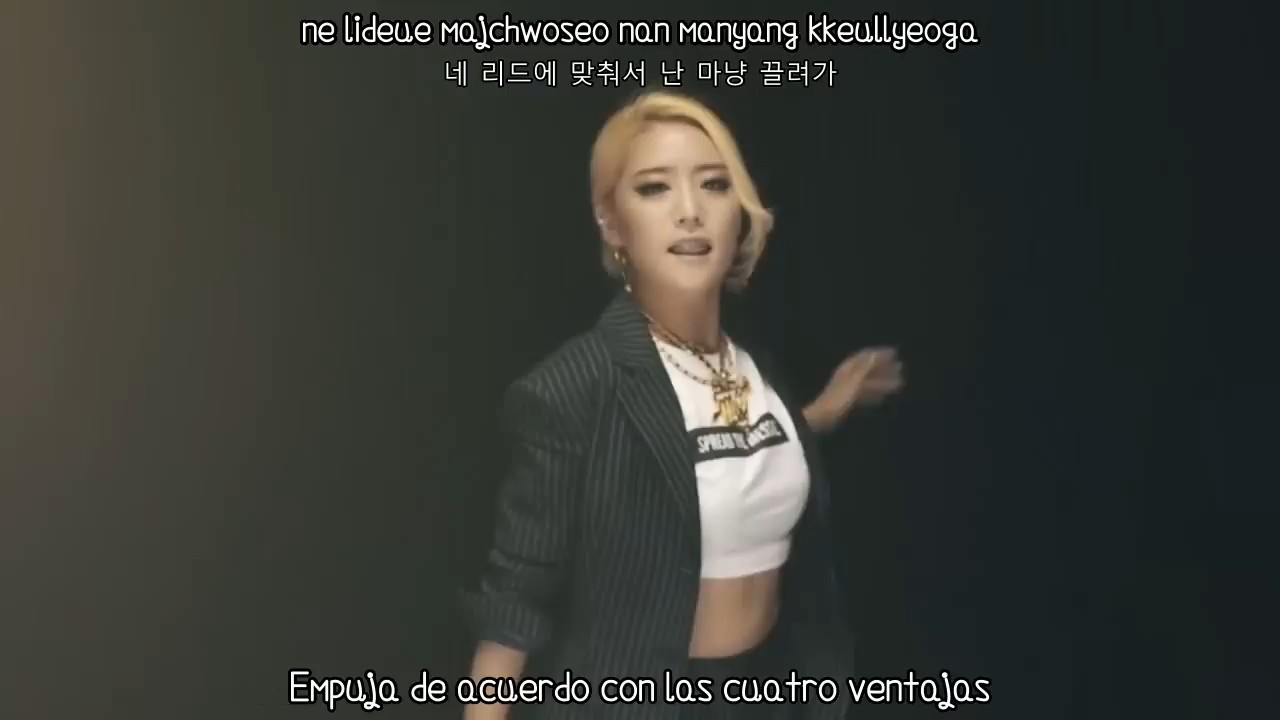 ne lideue majchwoseo nan manyang kkeullyeoga
네 리드에 맞춰서 난 마냥 끌려가
SPREAD
Empuja de acuerdo con las cuatro ventajas